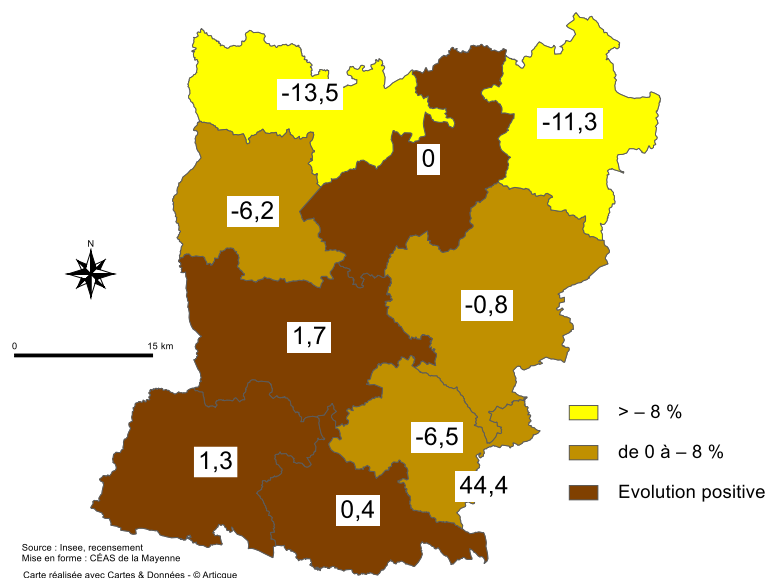 -13,5
-11,3
0
-6,2
N
-0,8
1,7
0
15 km
> – 8 %
-6,5
de 0 à – 8 %
1,3
44,4
Evolution positive
0,4
Source : Insee, recensement
Mise en forme : CÉAS de la Mayenne
Carte réalisée avec Cartes & Données - © Articque